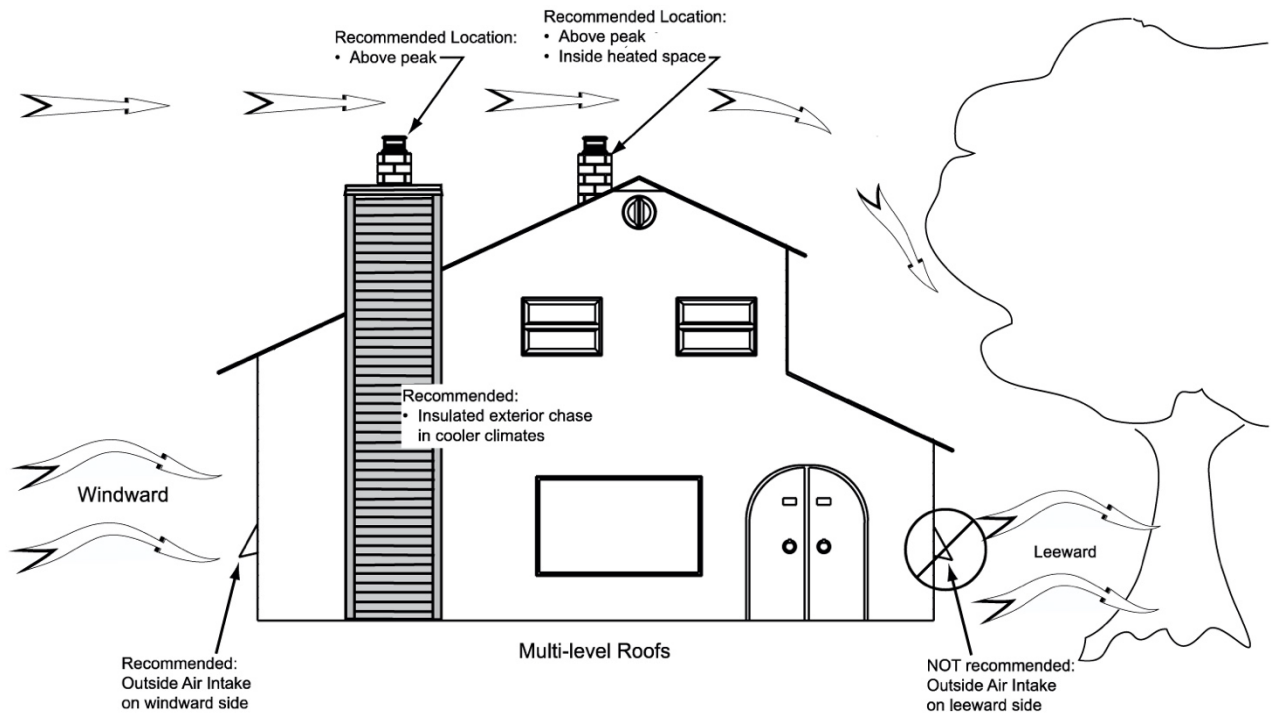 Recommended Location:
• Above peak
Recommended Location:
• Above peak
• Inside heated space
Recommended:
• Insulated exterior chase
in cooler climates
Windward
Leeward
Recommended:
Outside Air Intake
on windward side
Multi-level Roofs
NOT recommended:
Outside Air Intake
on leeward side